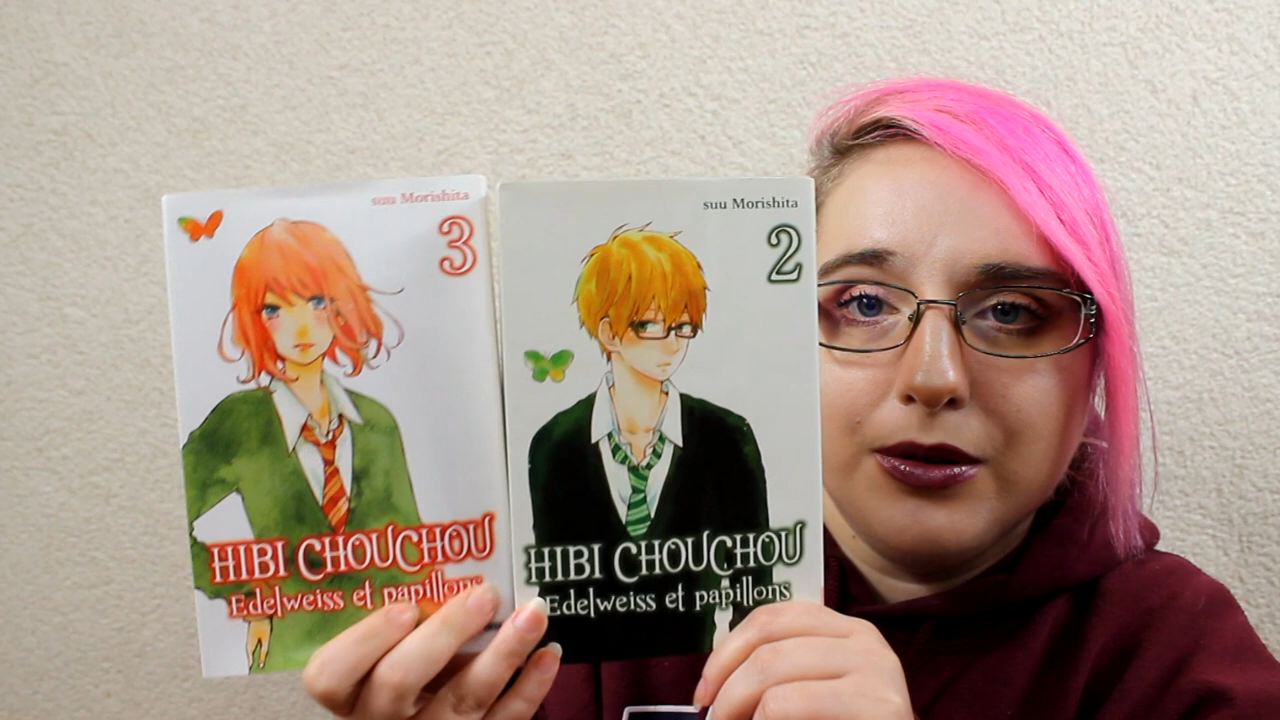 suu Morishita
3
HIBI CHOUCHOU
Edelweiss et papillons
suu Morishita
2
HIBI CHOUCHOU
Edelweiss et papillons